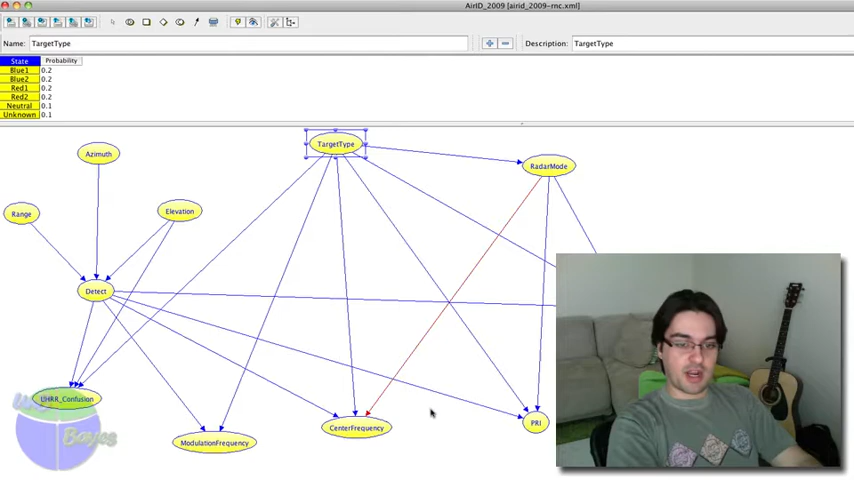 AirID_2009 [airid_2009-rnc.xml]
Name: TargetType
Description: TargetType
State Probability
Blue1 0.2
Blue2 0.2
Red1 0.2
Red2 0.2
Neutral 0.1
Unknown 0.1
TargetType
Azimuth
RadarMode
Elevation
Range
Detect
UHRR_Confusion
CenterFrequency
PRI
ModulationFrequency